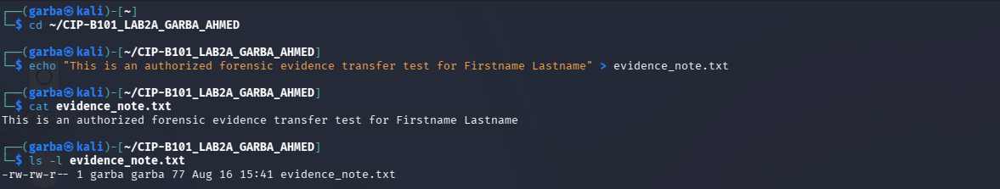 ┌──(garba㉿kali)-[~]
└─$ cd ~/CIP-B101_LAB2A_GARBA_AHMED
┌──(garba㉿kali)-[~/CIP-B101_LAB2A_GARBA_AHMED]
└─$ echo "This is an authorized forensic evidence transfer test for Firstname Lastname" > evidence_note.txt
┌──(garba㉿kali)-[~/CIP-B101_LAB2A_GARBA_AHMED]
└─$ cat evidence_note.txt
This is an authorized forensic evidence transfer test for Firstname Lastname
┌──(garba㉿kali)-[~/CIP-B101_LAB2A_GARBA_AHMED]
└─$ ls -l evidence_note.txt
-rw-rw-r-- 1 garba garba 77 Aug 16 15:41 evidence_note.txt